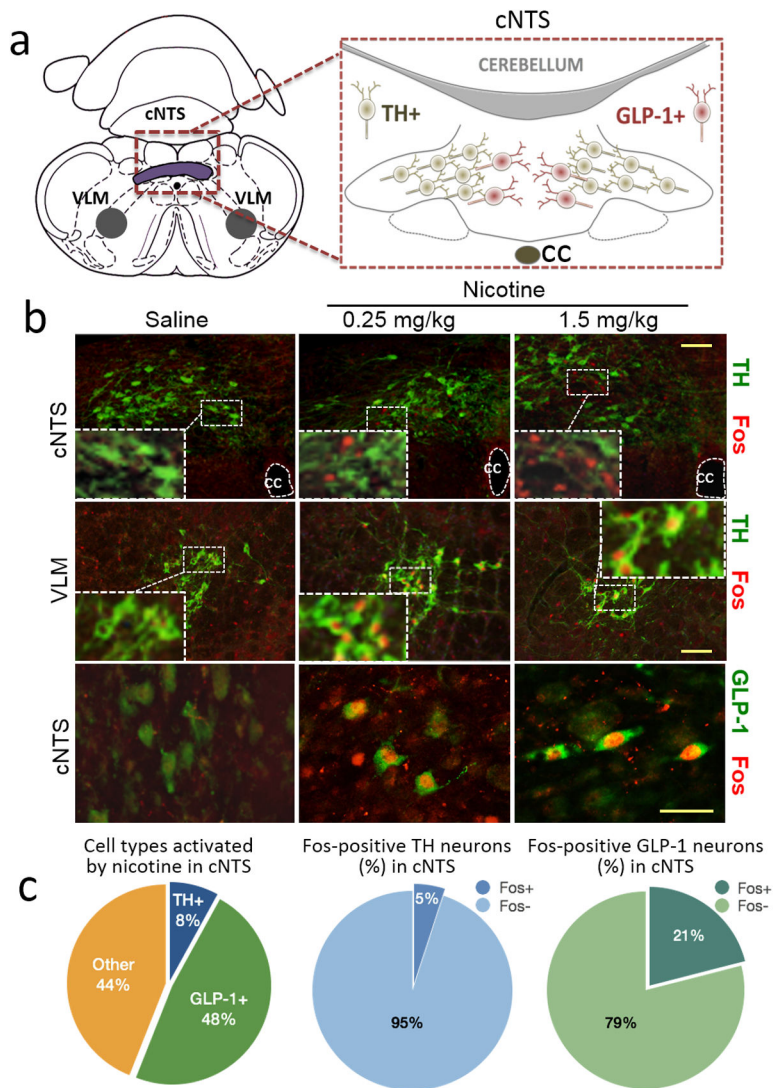 a
cNTS
cNTS
VLM
VLM
CEREBELLUM
TH+
GLP-1+
CC
b
Saline
Nicotine
0.25 mg/kg
1.5 mg/kg
cNTS
CC
CC
CC
TH Fos
VLM
TH Fos
cNTS
GLP-1 Fos
c
Cell types activated
by nicotine in cNTS
TH+
8%
Other
44%
GLP-1+
48%
Fos-positive TH neurons
(%) in cNTS
Fos+
Fos-
5%
95%
Fos-positive GLP-1 neurons
(%) in cNTS
Fos+
Fos-
21%
79%